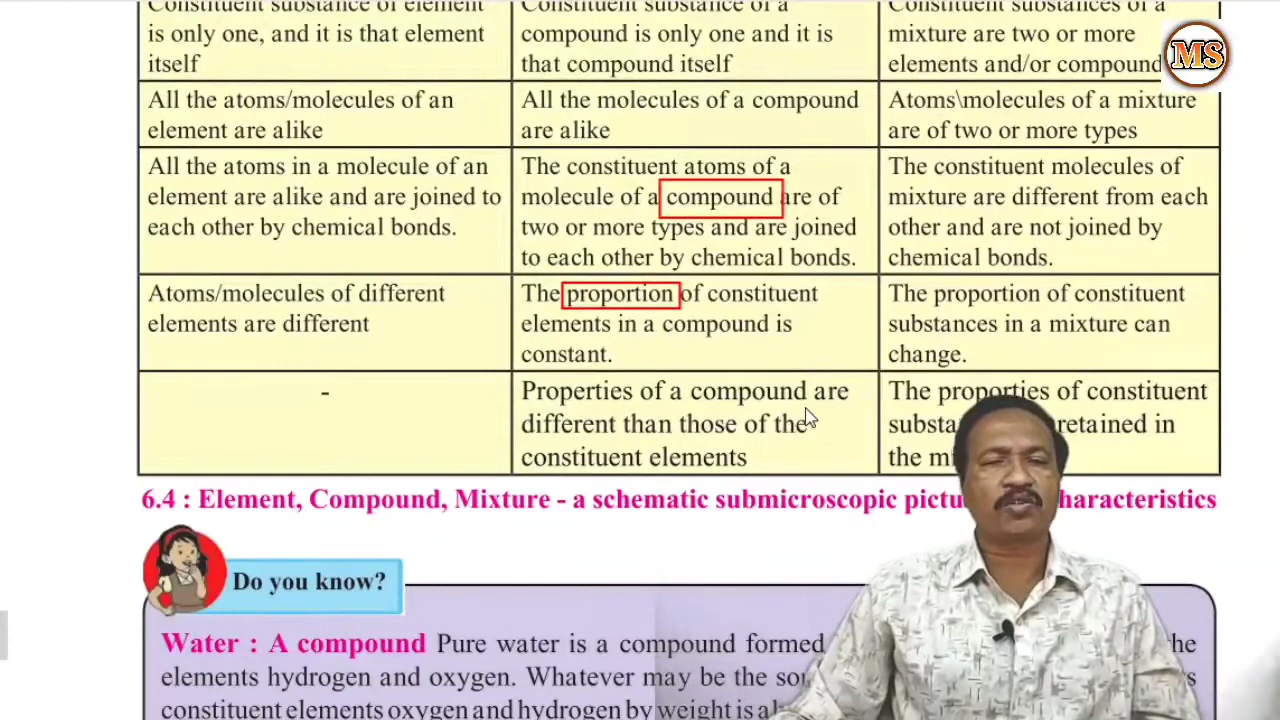 Constituent substance of element
is only one, and it is that element
itself
Constituent substance of a
compound is only one and it is
that compound itself
Constituent substances of a
mixture are two or more
elements and/or compound
MS
All the atoms/molecules of an
element are alike
All the molecules of a compound
are alike
Atoms\molecules of a mixture
are of two or more types
All the atoms in a molecule of an
element are alike and are joined to
each other by chemical bonds.
The constituent atoms of a
molecule of a compound are of
two or more types and are joined
to each other by chemical bonds.
The constituent molecules of
mixture are different from each
other and are not joined by
chemical bonds.
Atoms/molecules of different
elements are different
The proportion of constituent
elements in a compound is
constant.
The proportion of constituent
substances in a mixture can
change.
-
Properties of a compound are
different than those of the
constituent elements
The properties of constituent
retained in
the
6.4 : Element, Compound, Mixture - a schematic submicroscopic
Do you know?
Water : A compound Pure water is a compound formed the
elements hydrogen and oxygen. Whatever may be the
constituent elements oxygen and hydrogen by weight is